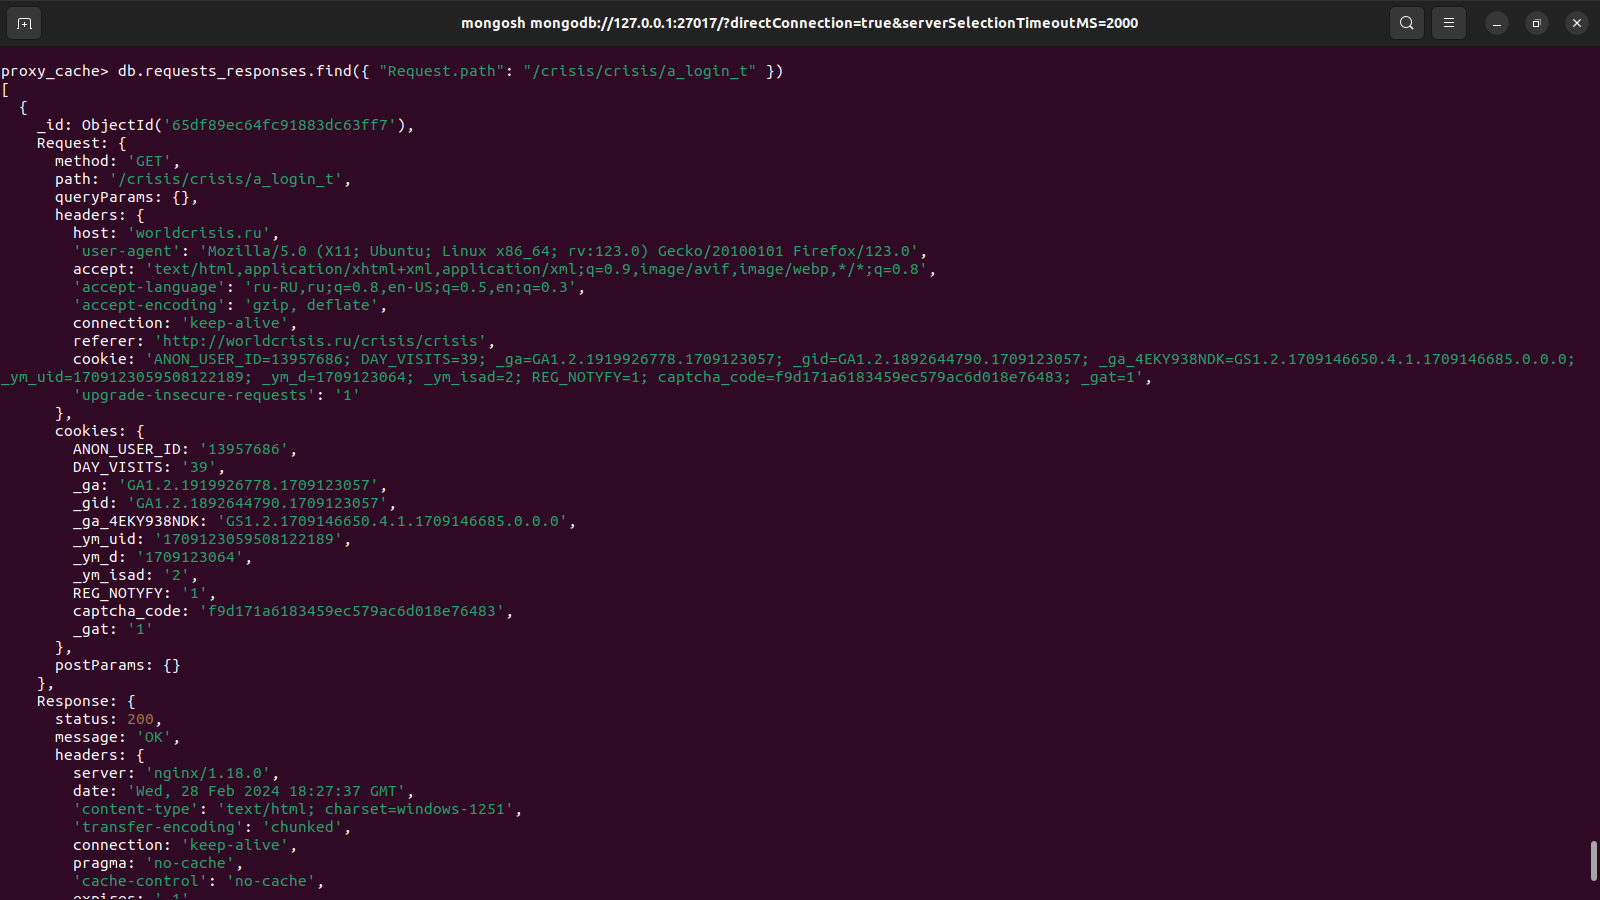 mongosh mongodb://127.0.0.1:27017/?directConnection=true&serverSelectionTimeoutMS=2000
proxy_cache> db.requests_responses.find({ "Request.path": "/crisis/crisis/a_login_t" })
[
  {
    _id: ObjectId('65df89ec64fc91883dc63ff7'),
    Request: {
      method: 'GET',
      path: '/crisis/crisis/a_login_t',
      queryParams: {},
      headers: {
        host: 'worldcrisis.ru',
        'user-agent': 'Mozilla/5.0 (X11; Ubuntu; Linux x86_64; rv:123.0) Gecko/20100101 Firefox/123.0',
        accept: 'text/html,application/xhtml+xml,application/xml;q=0.9,image/avif,image/webp,*/*;q=0.8',
        'accept-language': 'ru-RU,ru;q=0.8,en-US;q=0.5,en;q=0.3',
        'accept-encoding': 'gzip, deflate',
        connection: 'keep-alive',
        referer: 'http://worldcrisis.ru/crisis/crisis',
        cookie: 'ANON_USER_ID=13957686; DAY_VISITS=39; _ga=GA1.2.1919926778.1709123057; _gid=GA1.2.1892644790.1709123057; _ga_4EKY938NDK=GS1.2.1709146650.4.1.1709146685.0.0.0;
_ym_uid=1709123059508122189; _ym_d=1709123064; _ym_isad=2; REG_NOTYFY=1; captcha_code=f9d171a6183459ec579ac6d018e76483; _gat=1',
        'upgrade-insecure-requests': '1'
      },
      cookies: {
        ANON_USER_ID: '13957686',
        DAY_VISITS: '39',
        _ga: 'GA1.2.1919926778.1709123057',
        _gid: 'GA1.2.1892644790.1709123057',
        _ga_4EKY938NDK: 'GS1.2.1709146650.4.1.1709146685.0.0.0',
        _ym_uid: '1709123059508122189',
        _ym_d: '1709123064',
        _ym_isad: '2',
        REG_NOTYFY: '1',
        captcha_code: 'f9d171a6183459ec579ac6d018e76483',
        _gat: '1'
      },
      postParams: {}
    },
    Response: {
      status: 200,
      message: 'OK',
      headers: {
        server: 'nginx/1.18.0',
        date: 'Wed, 28 Feb 2024 18:27:37 GMT',
        'content-type': 'text/html; charset=windows-1251',
        'transfer-encoding': 'chunked',
        connection: 'keep-alive',
        pragma: 'no-cache',
        'cache-control': 'no-cache',